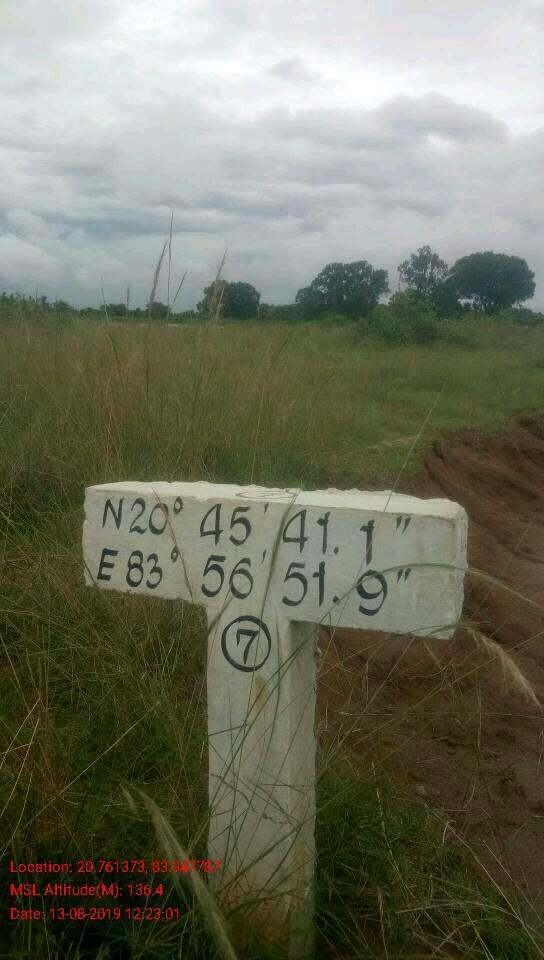 N 20° 45' 41.1"
E 83° 56' 51.9"
7
Location: 20.761373, 83.947787
MSL Altitude(M): 136.4
Date: 13-08-2019 12:23:01